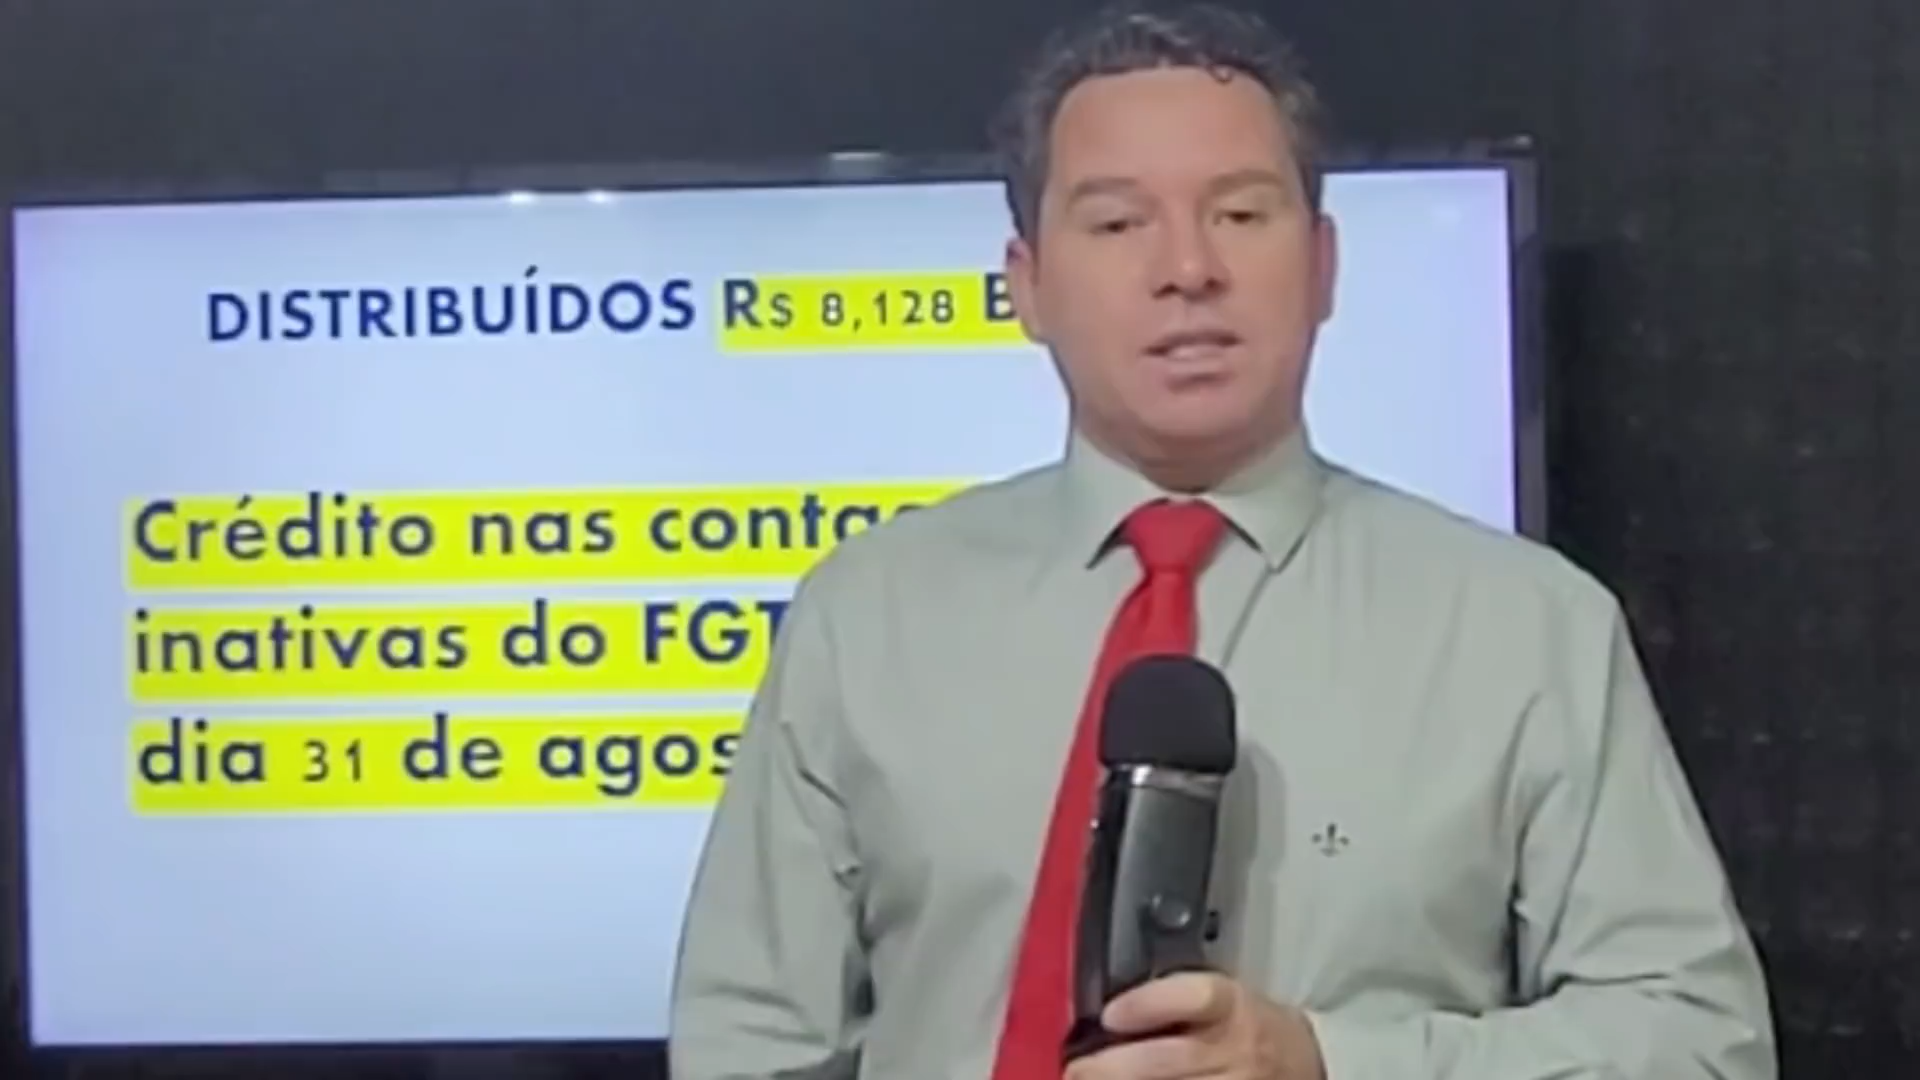 DISTRIBUÍDOS R$ 8,128 B
Crédito nas conta
inativas do FGT
dia 31 de agos